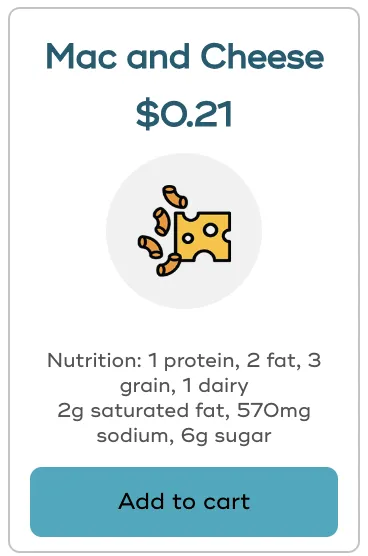 Mac and Cheese
$0.21
Nutrition: 1 protein, 2 fat, 3
grain, 1 dairy
2g saturated fat, 570mg
sodium, 6g sugar
Add to cart